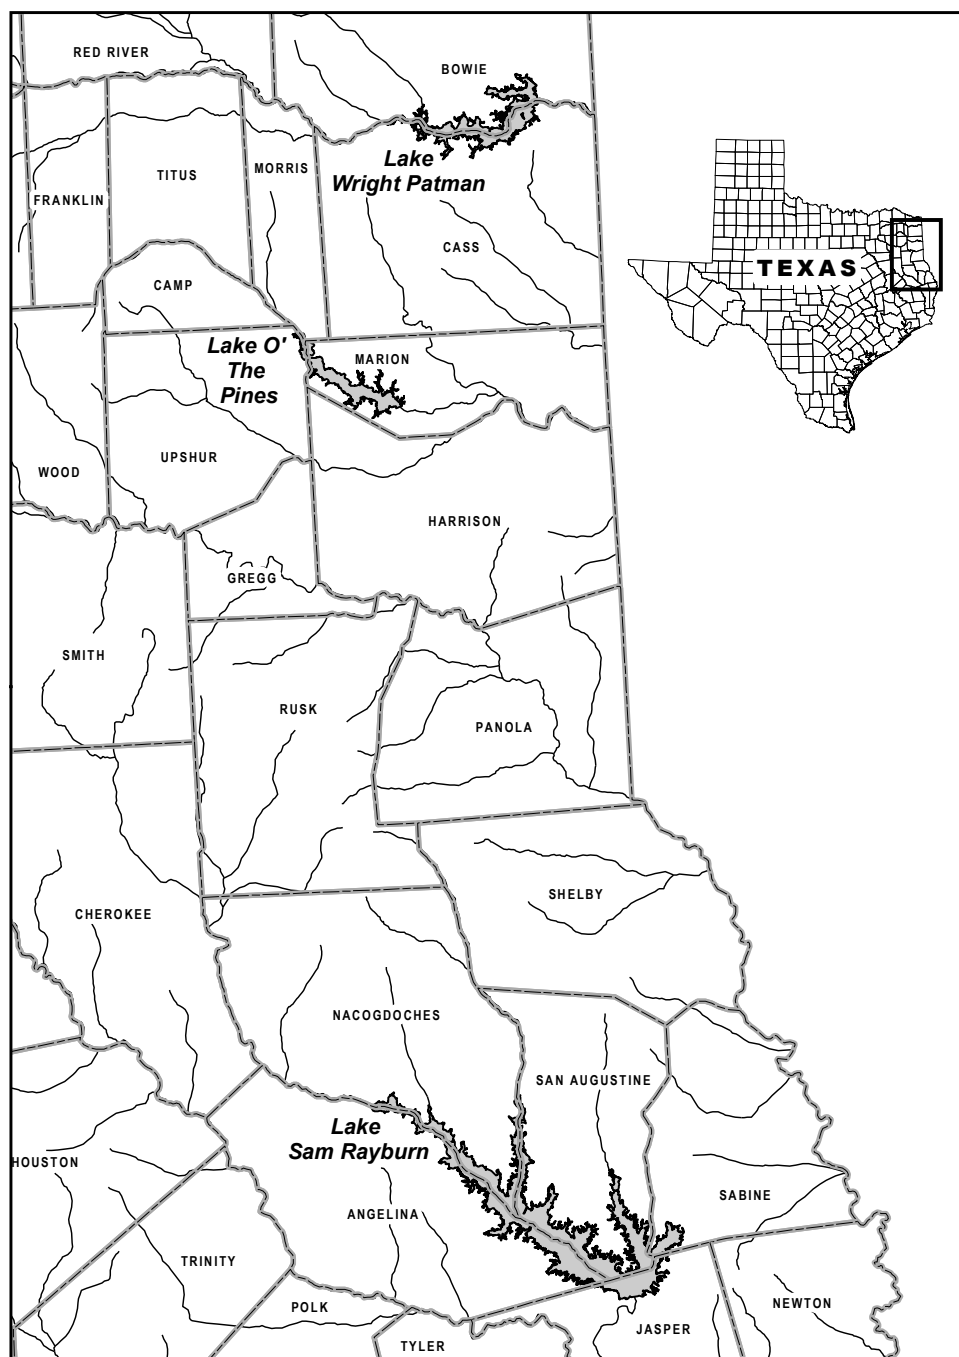 RED RIVER
BOWIE
Lake
Wright Patman
MORRIS
TITUS
FRANKLIN
CASS
TEXAS
CAMP
Lake O'
The
Pines
MARION
UPSHUR
WOOD
HARRISON
GREGG
SMITH
RUSK
PANOLA
SHELBY
CHEROKEE
NACOGDOCHES
SAN AUGUSTINE
Lake
Sam Rayburn
HOUSTON
SABINE
ANGELINA
TRINITY
POLK
NEWTON
JASPER
TYLER